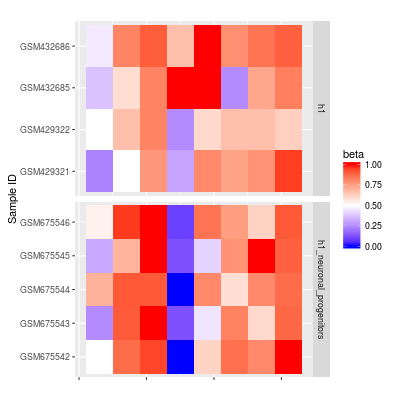 Sample ID
GSM432686
GSM432685
GSM429322
GSM429321
h1
GSM675546
GSM675545
GSM675544
GSM675543
GSM675542
h1_neuronal_progenitors
beta
1.00
0.75
0.50
0.25
0.00